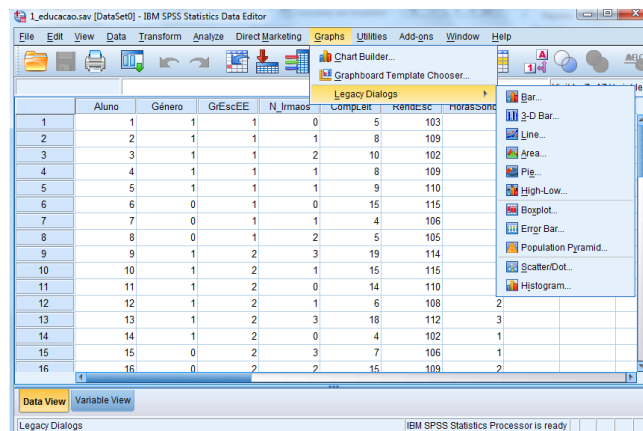 1_educacao.sav [DataSet0] - IBM SPSS Statistics Data Editor
File Edit View Data Transform Analyze Direct Marketing Graphs Utilities Add-ons Window Help
Chart Builder...
Graphboard Template Chooser...
Legacy Dialogs
Bar...
3-D Bar...
Line...
Area...
Pie...
High-Low...
Boxplot...
Error Bar...
Population Pyramid...
Scatter/Dot...
Histogram...
Aluno Género GrEscEE N_Irmaos CompLeit RendEsc HorasSono
1 1 1 1 0 5 103
2 2 1 1 1 8 109
3 3 1 1 2 10 102
4 4 1 1 1 8 109
5 5 1 1 1 9 110
6 6 0 1 0 15 115
7 7 0 1 1 4 106
8 8 0 1 2 5 105
9 9 1 2 3 19 114
10 10 1 2 1 15 115
11 11 1 2 0 14 110
12 12 1 2 1 6 108 2
13 13 1 2 3 18 112 3
14 14 1 2 0 4 102 1
15 15 0 2 3 7 106 1
16 16 0 2 2 15 109 2
Data View Variable View
Legacy Dialogs IBM SPSS Statistics Processor is ready